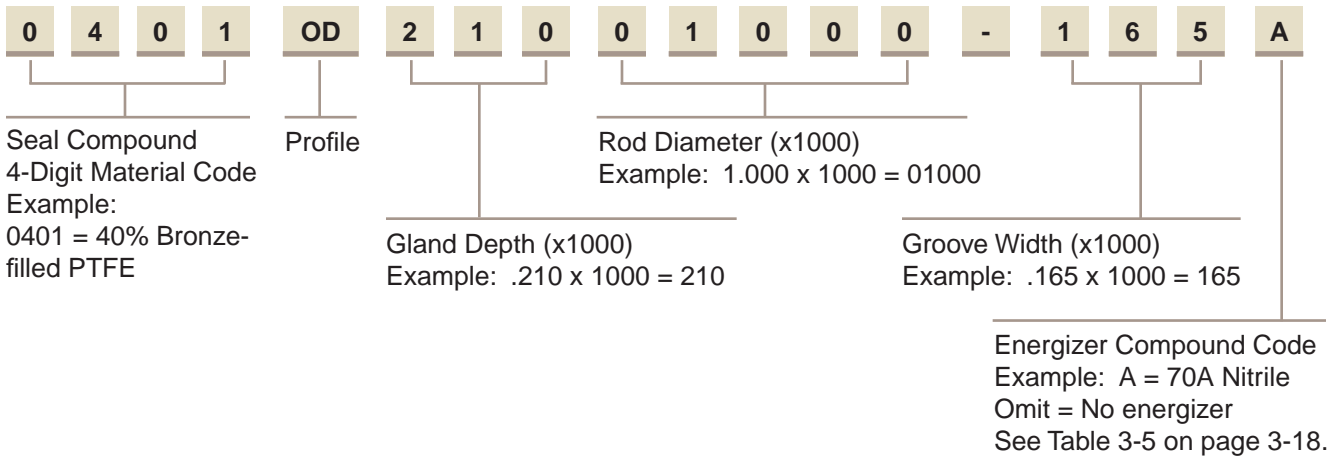 0 4 0 1 OD 2 1 0 0 1 0 0 0 - 1 6 5 A
Seal Compound
4-Digit Material Code
Example:
0401 = 40% Bronze-
filled PTFE
Profile
Gland Depth (x1000)
Example: .210 x 1000 = 210
Rod Diameter (x1000)
Example: 1.000 x 1000 = 01000
Groove Width (x1000)
Example: .165 x 1000 = 165
Energizer Compound Code
Example: A = 70A Nitrile
Omit = No energizer
See Table 3-5 on page 3-18.